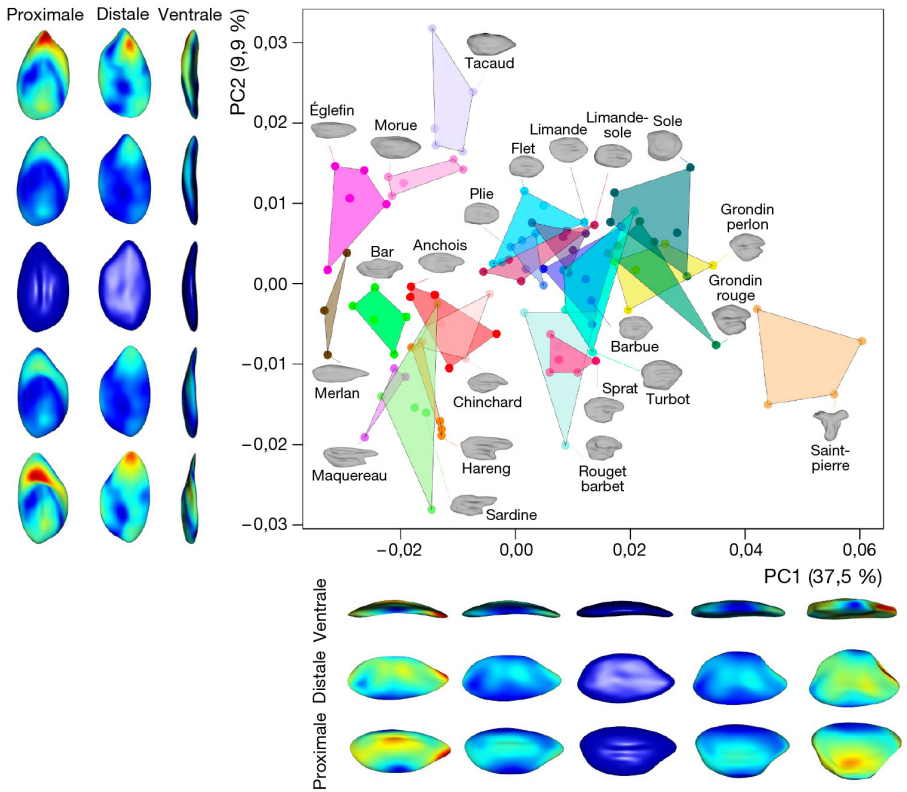 Proximale Distale Ventrale
PC2 (9,9 %)
0,03
0,02
0,01
0,00
−0,01
−0,02
−0,03
Tacaud
Églefin
Morue
Limande
Limande-
sole
Sole
Flet
Plie
Grondin
perlon
Bar
Anchois
Grondin
rouge
Merlan
Chinchard
Barbue
Turbot
Sprat
Maquereau
Hareng
Rouget
barbet
Saint-
pierre
Sardine
−0,02
0,00
0,02
0,04
0,06
PC1 (37,5 %)
Ventrale
Distale
Proximale